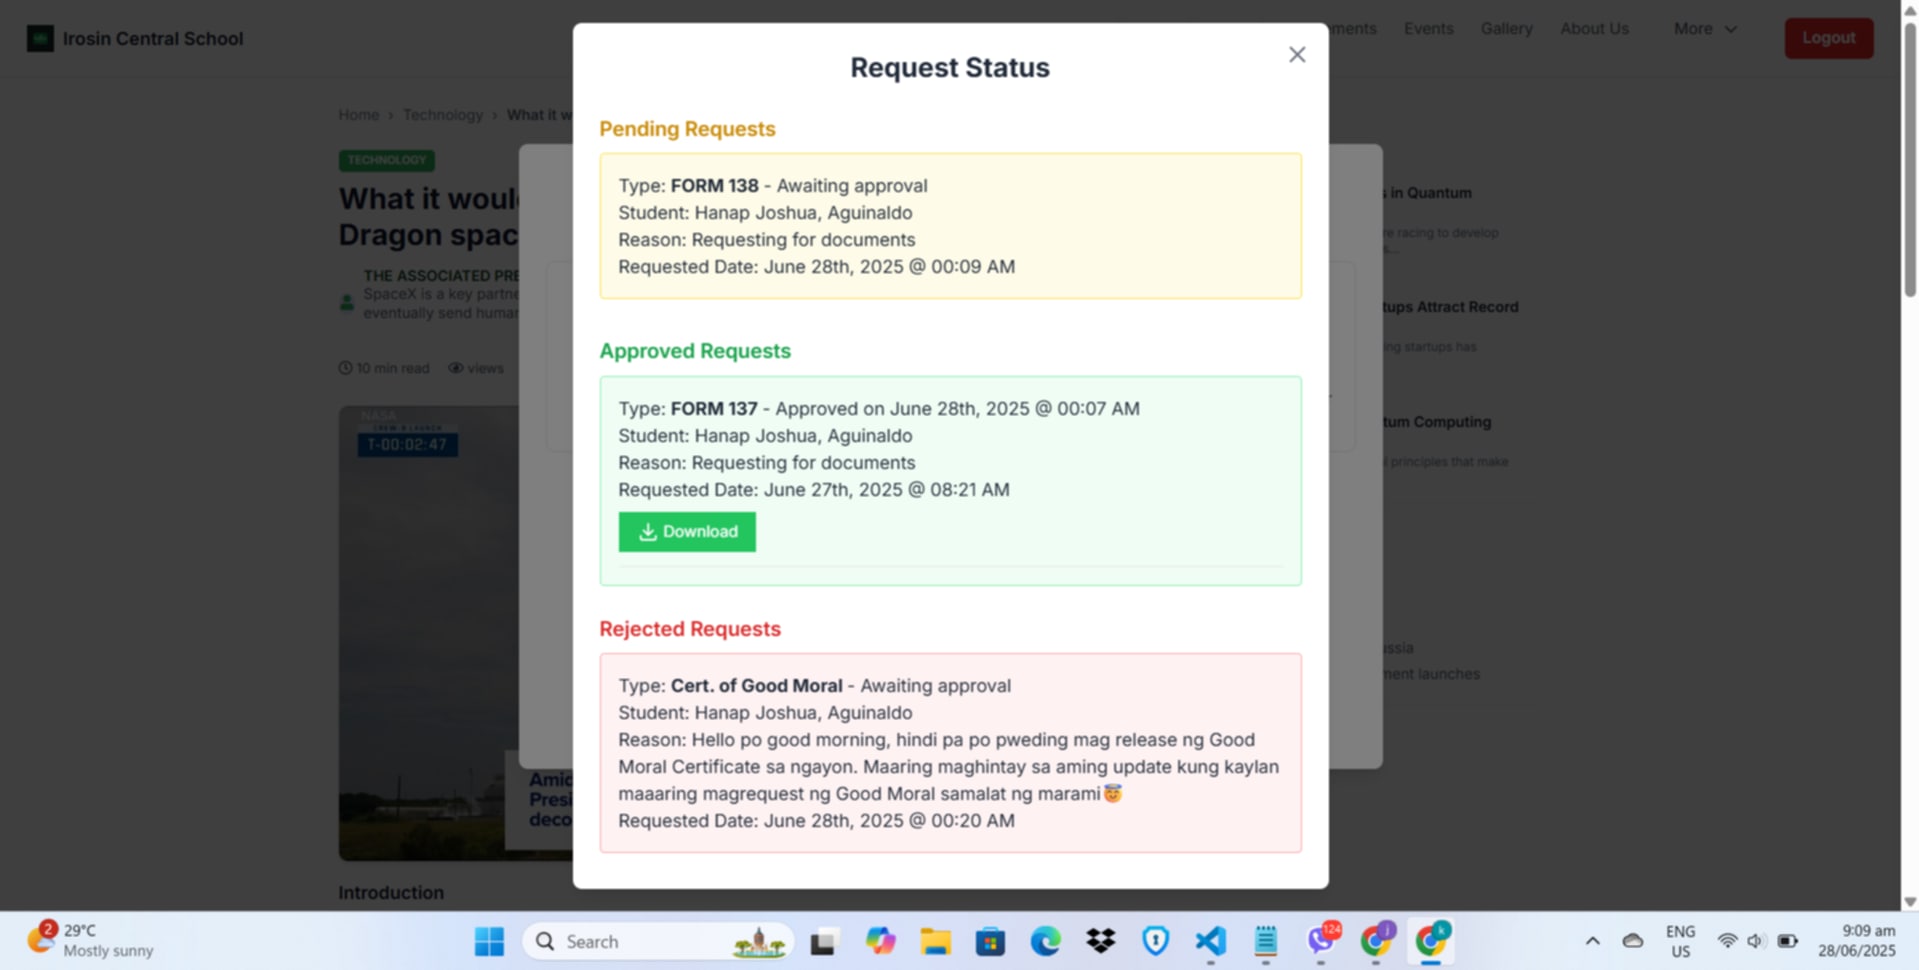 Irosin Central School
ments
Events
Gallery
About Us
More
Logout
Home › Technology › What it w
TECHNOLOGY
What it woul
Dragon spac
THE ASSOCIATED PRE
SpaceX is a key partne
eventually send humar
10 min read
views
NASA
CREW-8 LAUNCH
T-00:02:47
Amid
Presi
deco
Introduction
s in Quantum
re racing to develop
s...
tups Attract Record
ing startups has
tum Computing
l principles that make
ussia
ment launches
Request Status
Pending Requests
Type: FORM 138 - Awaiting approval
Student: Hanap Joshua, Aguinaldo
Reason: Requesting for documents
Requested Date: June 28th, 2025 @ 00:09 AM
Approved Requests
Type: FORM 137 - Approved on June 28th, 2025 @ 00:07 AM
Student: Hanap Joshua, Aguinaldo
Reason: Requesting for documents
Requested Date: June 27th, 2025 @ 08:21 AM
Download
Rejected Requests
Type: Cert. of Good Moral - Awaiting approval
Student: Hanap Joshua, Aguinaldo
Reason: Hello po good morning, hindi pa po pweding mag release ng Good
Moral Certificate sa ngayon. Maaring maghintay sa aming update kung kaylan
maaaring magrequest ng Good Moral samalat ng marami😇
Requested Date: June 28th, 2025 @ 00:20 AM
2
29°C
Mostly sunny
Search
124
j
k
ENG
US
9:09 am
28/06/2025